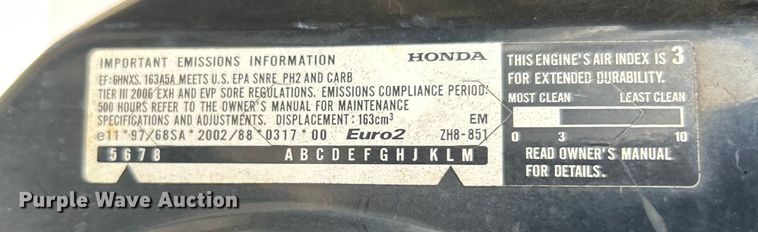 IMPORTANT EMISSIONS INFORMATION HONDA
EF:6HNXS.163A5A MEETS U.S. EPA SNRE PH2 AND CARB
TIER III 2006 EXH AND EVP SORE REGULATIONS. EMISSIONS COMPLIANCE PERIOD:
500 HOURS REFER TO THE OWNER'S MANUAL FOR MAINTENANCE
SPECIFICATIONS AND ADJUSTMENTS. DISPLACEMENT:163cm³ EM
e11*97/68SA*2002/88*0317*00 Euro2 ZH8-851
5678 ABCDEFGHJKLM
THIS ENGINE'S AIR INDEX IS 3
FOR EXTENDED DURABILITY.
MOST CLEAN LEAST CLEAN
0 3 10
READ OWNER'S MANUAL
FOR DETAILS.
Purple Wave Auction